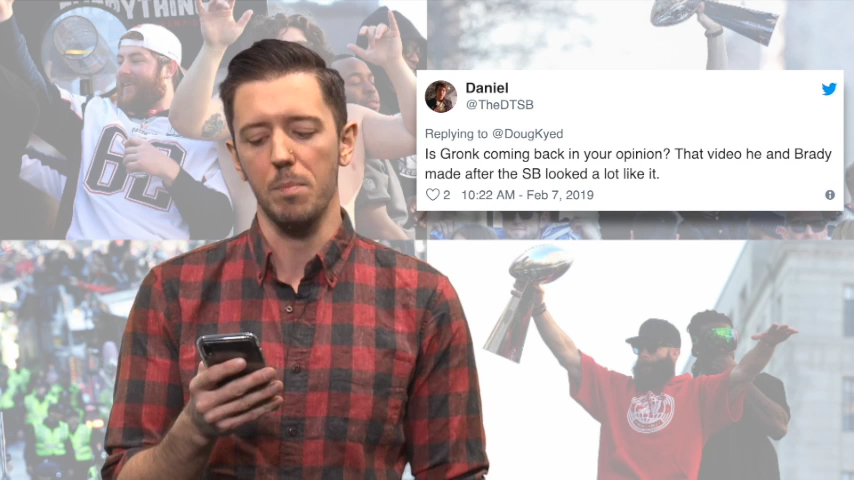 EVERYTHING
Daniel
@TheDTSB
Replying to @DougKyed
Is Gronk coming back in your opinion? That video he and Brady
made after the SB looked a lot like it.
2 10:22 AM - Feb 7, 2019
62